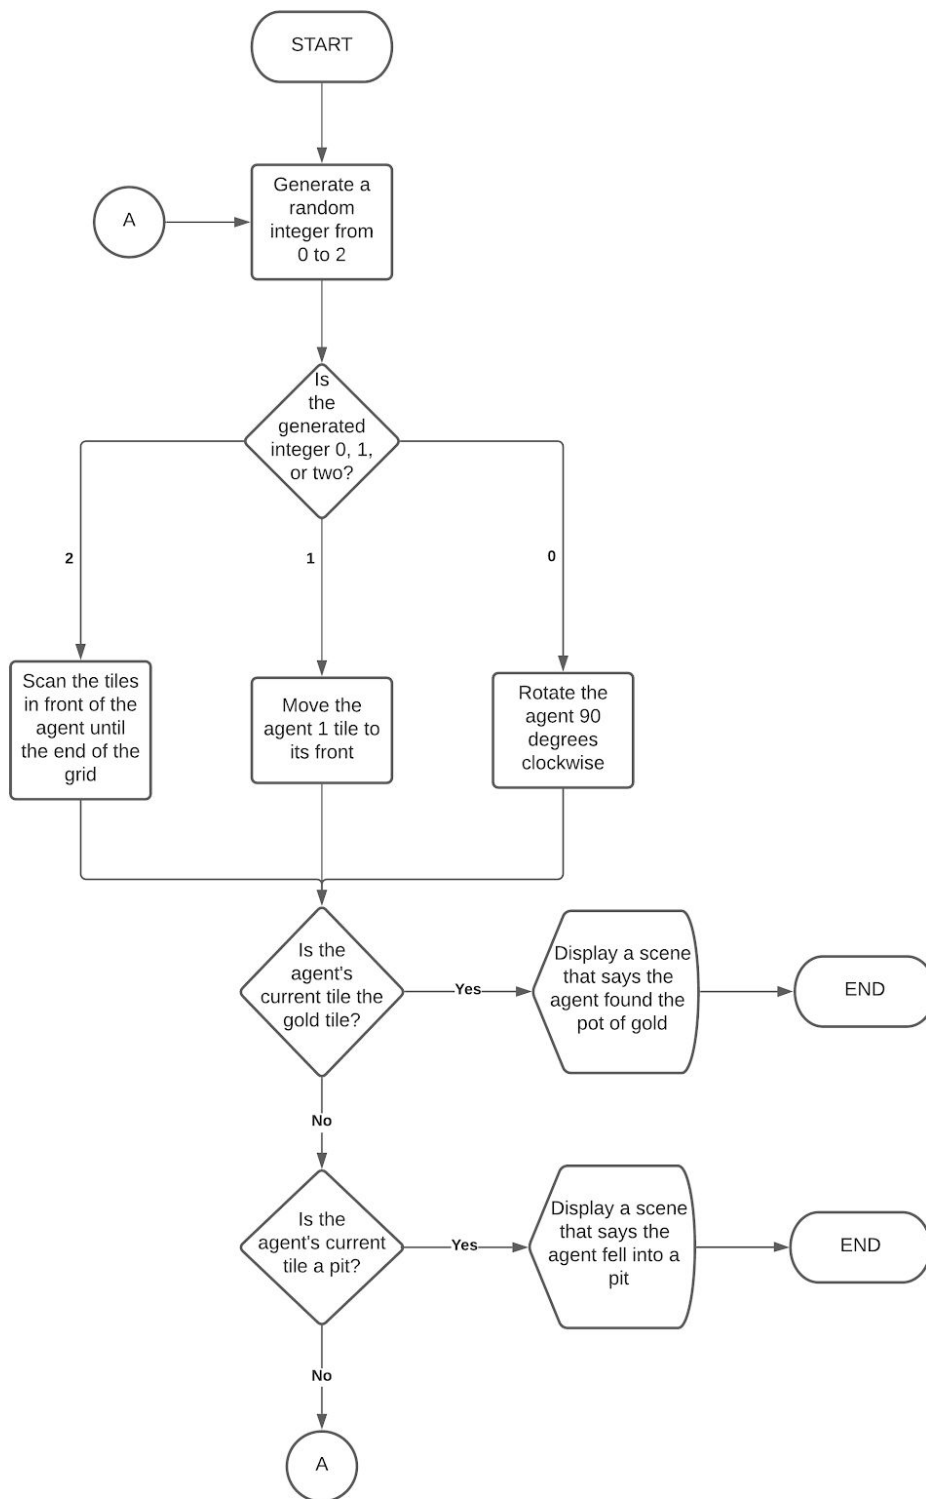 START
Generate a
random
integer from
0 to 2
A
Is
the
generated
integer 0, 1,
or two?
2
1
0
Scan the tiles
in front of the
agent until
the end of the
grid
Move the
agent 1 tile to
its front
Rotate the
agent 90
degrees
clockwise
Is the
agent's
current tile the
gold tile?
Yes
Display a scene
that says the
agent found the
pot of gold
END
No
Is the
agent's current
tile a pit?
Yes
Display a scene
that says the
agent fell into a
pit
END
No
A